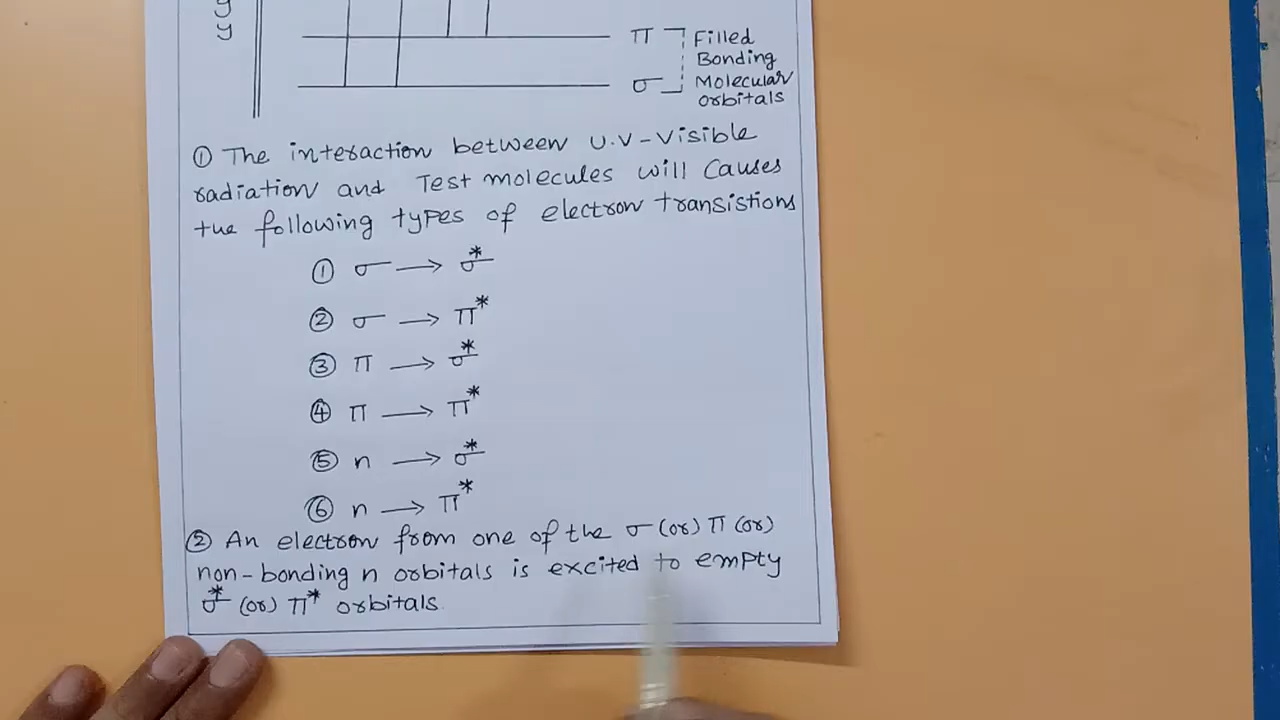 y
π Filled
Bonding
σ Molecular
orbitals
① The interaction between U.V-Visible
radiation and Test molecules will causes
the following types of electron transistions
① σ → σ*
② σ → π*
③ π → σ*
④ π → π*
⑤ n → σ*
⑥ n → π*
② An electron from one of the σ (or) π (or)
non-bonding n orbitals is excited to empty
σ* (or) π* orbitals.